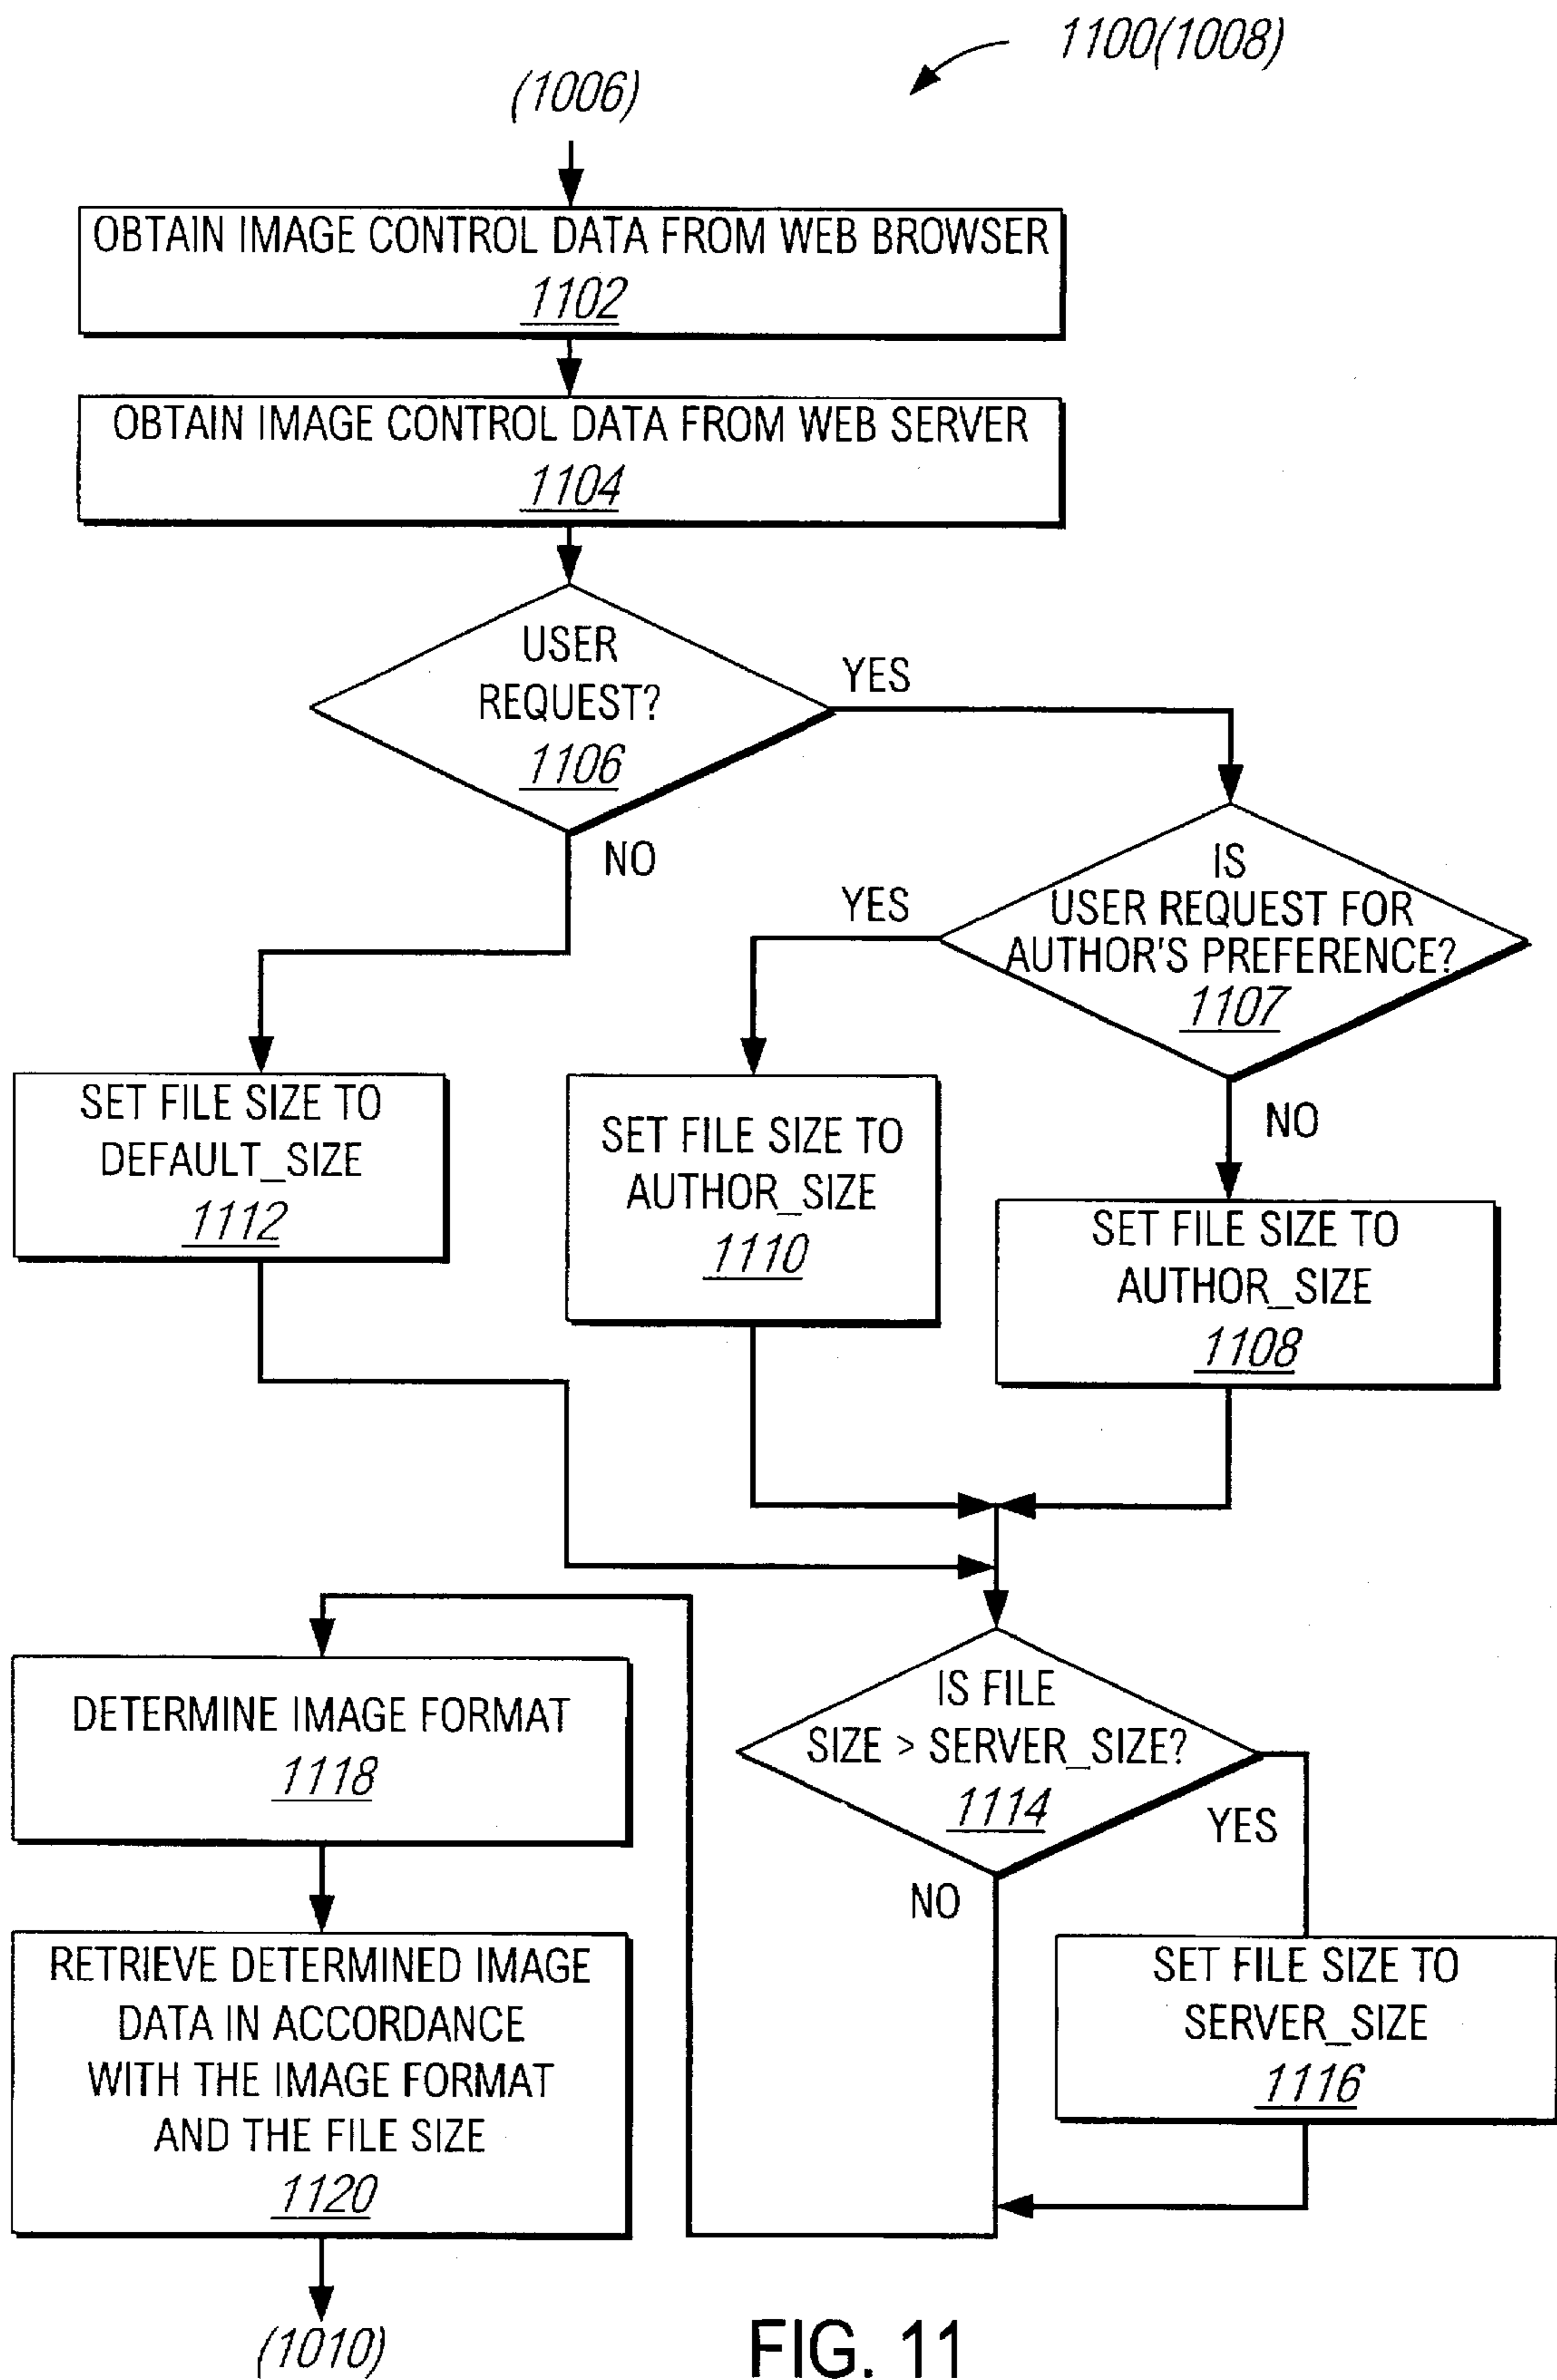 1100(1008)
(1006)
OBTAIN IMAGE CONTROL DATA FROM WEB BROWSER
1102
OBTAIN IMAGE CONTROL DATA FROM WEB SERVER
1104
USER
REQUEST?
1106
YES
NO
IS
USER REQUEST FOR
AUTHOR'S PREFERENCE?
1107
YES
NO
SET FILE SIZE TO
DEFAULT_SIZE
1112
SET FILE SIZE TO
AUTHOR_SIZE
1110
SET FILE SIZE TO
AUTHOR_SIZE
1108
IS FILE
SIZE > SERVER_SIZE?
1114
YES
NO
SET FILE SIZE TO
SERVER_SIZE
1116
DETERMINE IMAGE FORMAT
1118
RETRIEVE DETERMINED IMAGE
DATA IN ACCORDANCE
WITH THE IMAGE FORMAT
AND THE FILE SIZE
1120
(1010)
FIG. 11